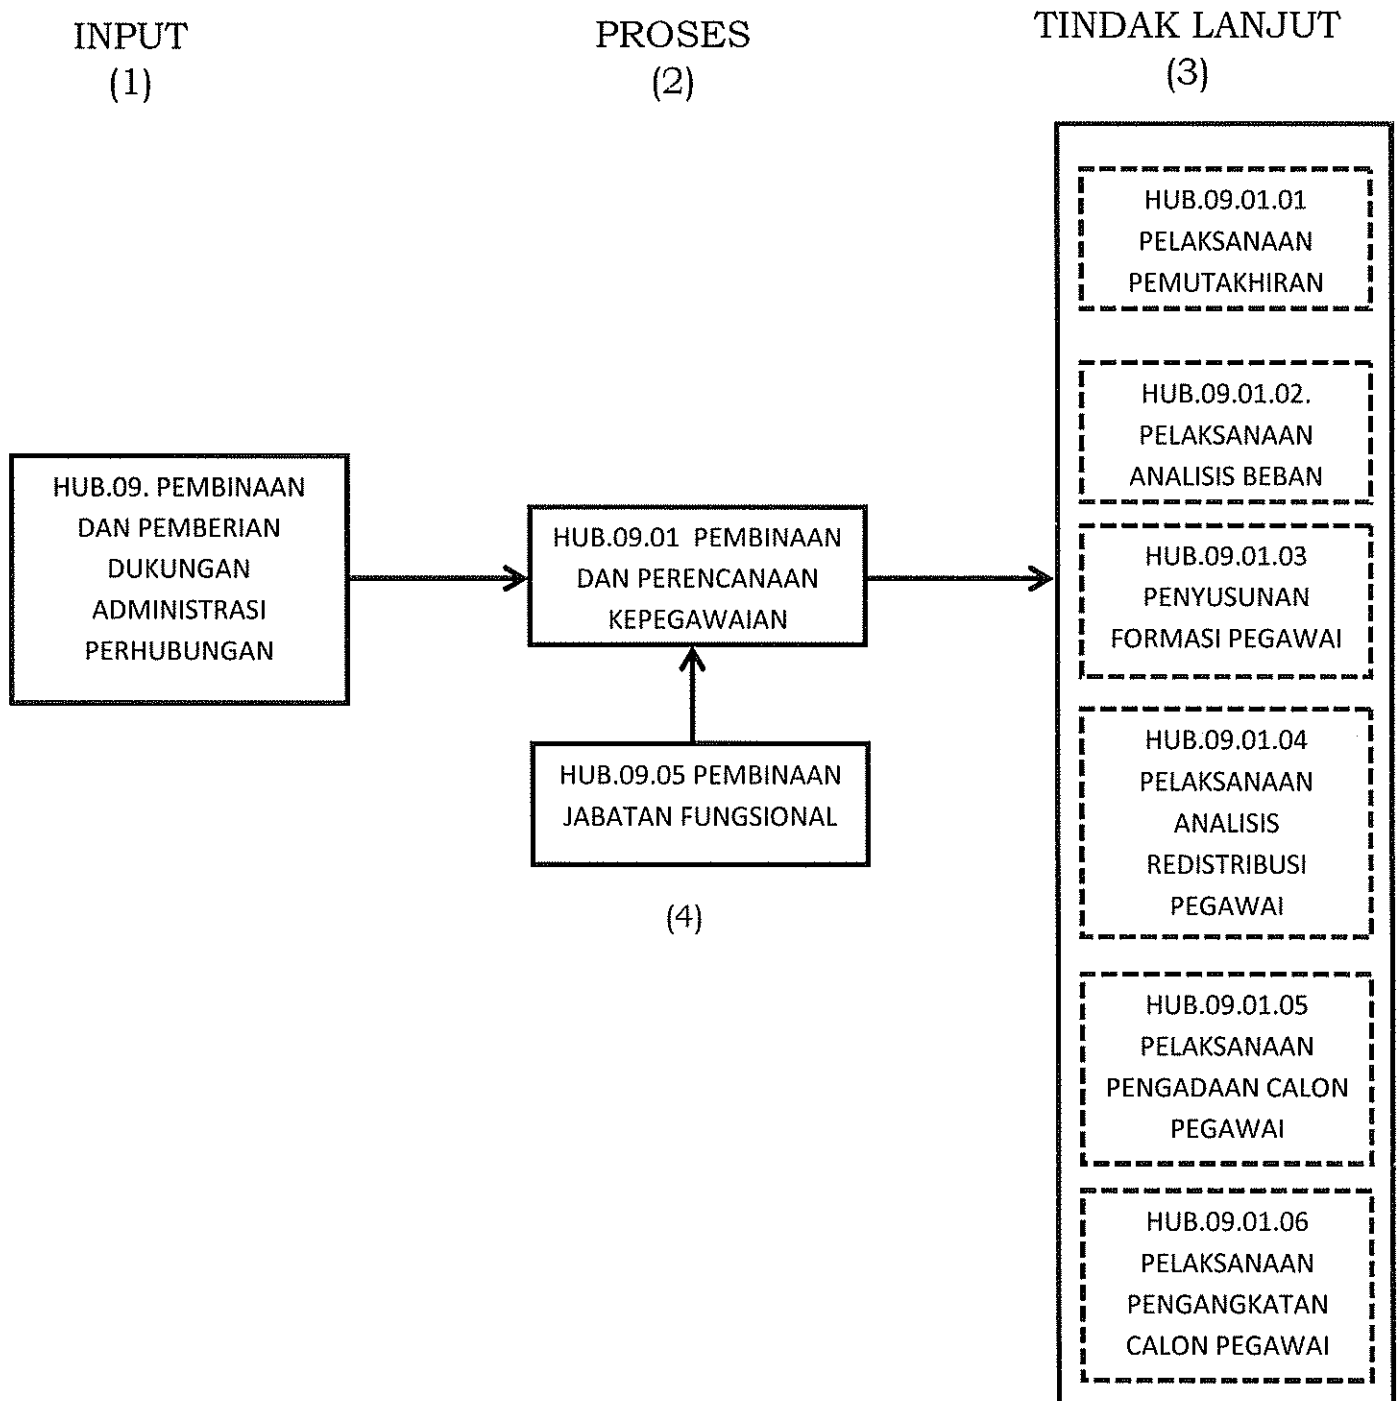 INPUT
(1)
PROSES
(2)
TINDAK LANJUT
(3)
HUB.09. PEMBINAAN
DAN PEMBERIAN
DUKUNGAN
ADMINISTRASI
PERHUBUNGAN
HUB.09.01 PEMBINAAN
DAN PERENCANAAN
KEPEGAWAIAN
HUB.09.05 PEMBINAAN
JABATAN FUNGSIONAL
(4)
HUB.09.01.01
PELAKSANAAN
PEMUTAKHIRAN
HUB.09.01.02.
PELAKSANAAN
ANALISIS BEBAN
HUB.09.01.03
PENYUSUNAN
FORMASI PEGAWAI
HUB.09.01.04
PELAKSANAAN
ANALISIS
REDISTRIBUSI
PEGAWAI
HUB.09.01.05
PELAKSANAAN
PENGADAAN CALON
PEGAWAI
HUB.09.01.06
PELAKSANAAN
PENGANGKATAN
CALON PEGAWAI